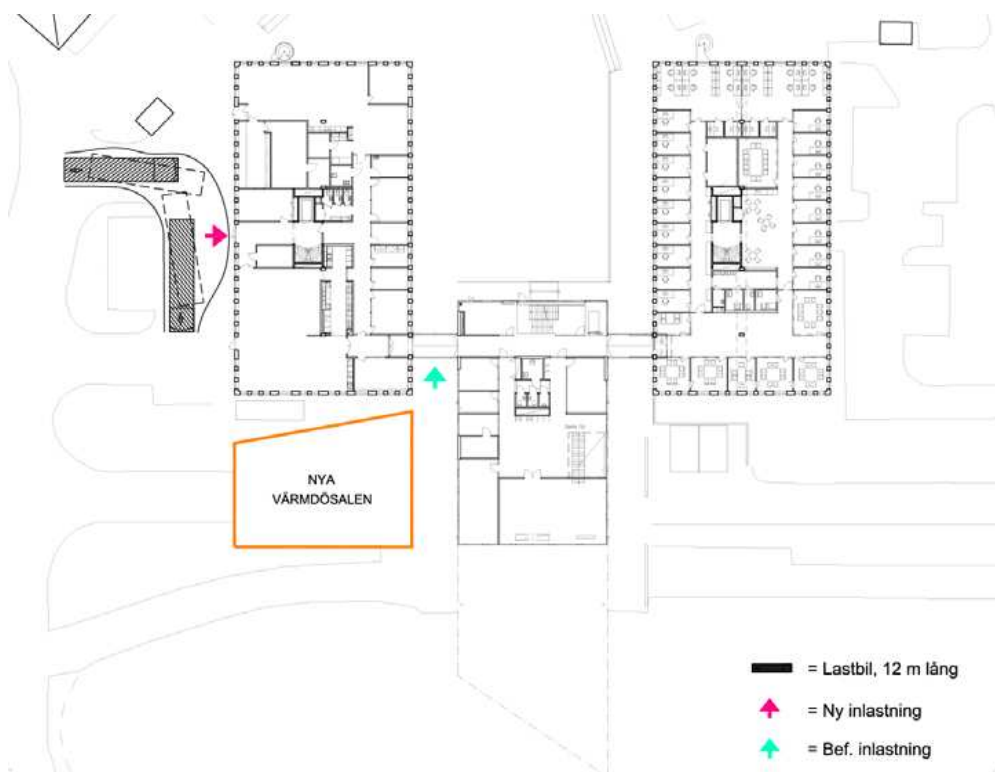 NYA
VÄRMDÖSALEN
= Lastbil, 12 m lång
= Ny inlastning
= Bef. inlastning